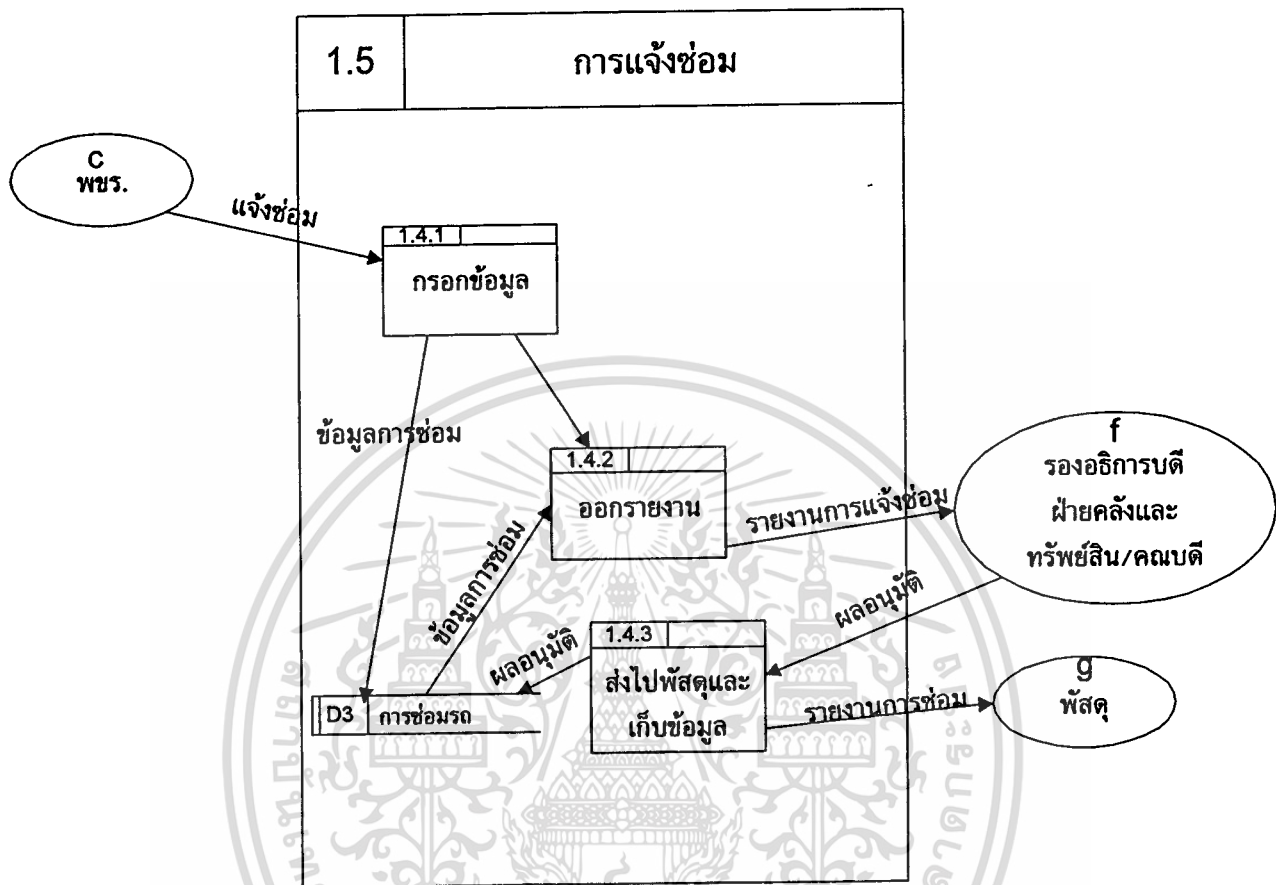 1.5 การแจ้งซ่อม
c
พขร.
แจ้งซ่อม
1.4.1
กรอกข้อมูล
ข้อมูลการซ่อม
1.4.2
ออกรายงาน
รายงานการแจ้งซ่อม
f
รองอธิการบดี
ฝ่ายคลังและ
ทรัพย์สิน/คณบดี
ข้อมูลการซ่อม
ผลอนุมัติ
ผลอนุมัติ
1.4.3
ส่งไปพัสดุและ
เก็บข้อมูล
รายงานการซ่อม
g
พัสดุ
D3 การซ่อมรถ